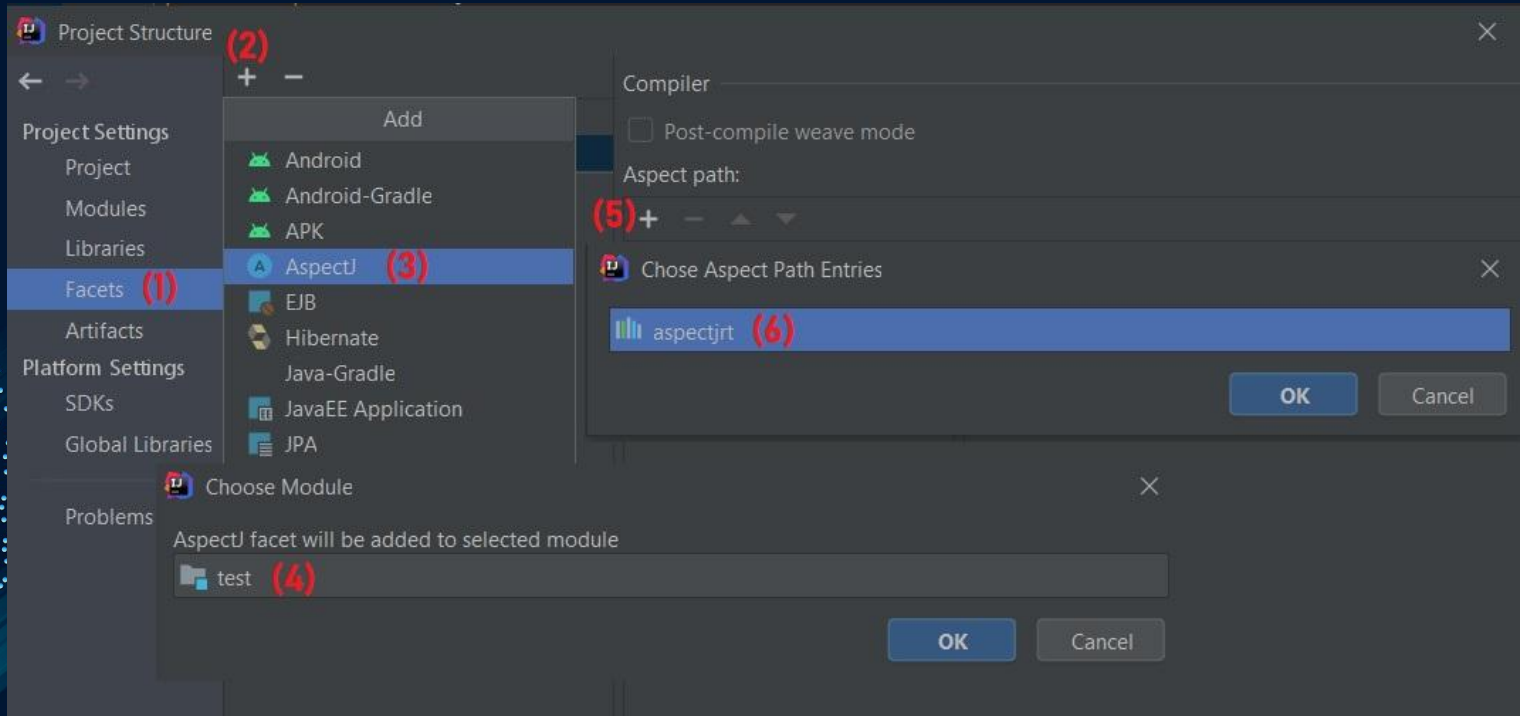 Project Structure
(2)
Project Settings
Project
Modules
Libraries
Facets (1)
Artifacts
Platform Settings
SDKs
Global Libraries
Problems
Add
Android
Android-Gradle
APK
AspectJ (3)
EJB
Hibernate
Java-Gradle
JavaEE Application
JPA
Compiler
Post-compile weave mode
Aspect path:
(5)
Chose Aspect Path Entries
aspectjrt (6)
OK Cancel
Choose Module
AspectJ facet will be added to selected module
test (4)
OK Cancel